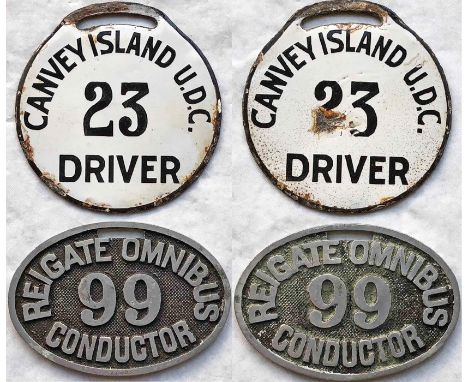 CANVEY ISLAND U.D.C.
23
DRIVER
CANVEY ISLAND U.D.C.
23
DRIVER
REIGATE OMNIBUS
99
CONDUCTOR
REIGATE OMNIBUS
99
CONDUCTOR